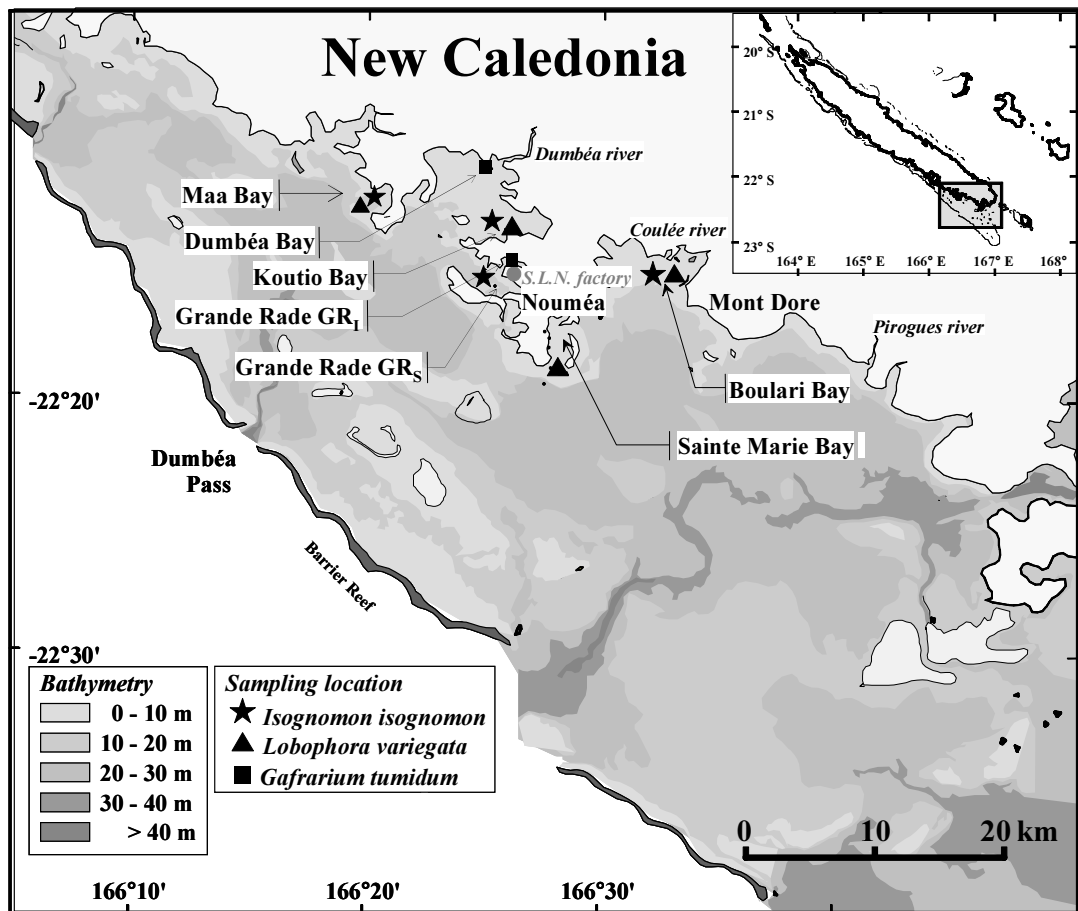 New Caledonia
20° S
21° S
22° S
23° S
164° E
165° E
166° E
167° E
168° E
Dumbéa river
Maa Bay
Dumbéa Bay
Koutio Bay
Coulée river
S.L.N. factory
Nouméa
Mont Dore
Grande Rade GRI
Pirogues river
Grande Rade GRS
Boulari Bay
-22°20'
Sainte Marie Bay
Dumbéa
Pass
Barrier Reef
-22°30'
Bathymetry
0 - 10 m
10 - 20 m
20 - 30 m
30 - 40 m
> 40 m
Sampling location
Isognomon isognomon
Lobophora variegata
Gafrarium tumidum
0 10 20 km
166°10' 166°20' 166°30'